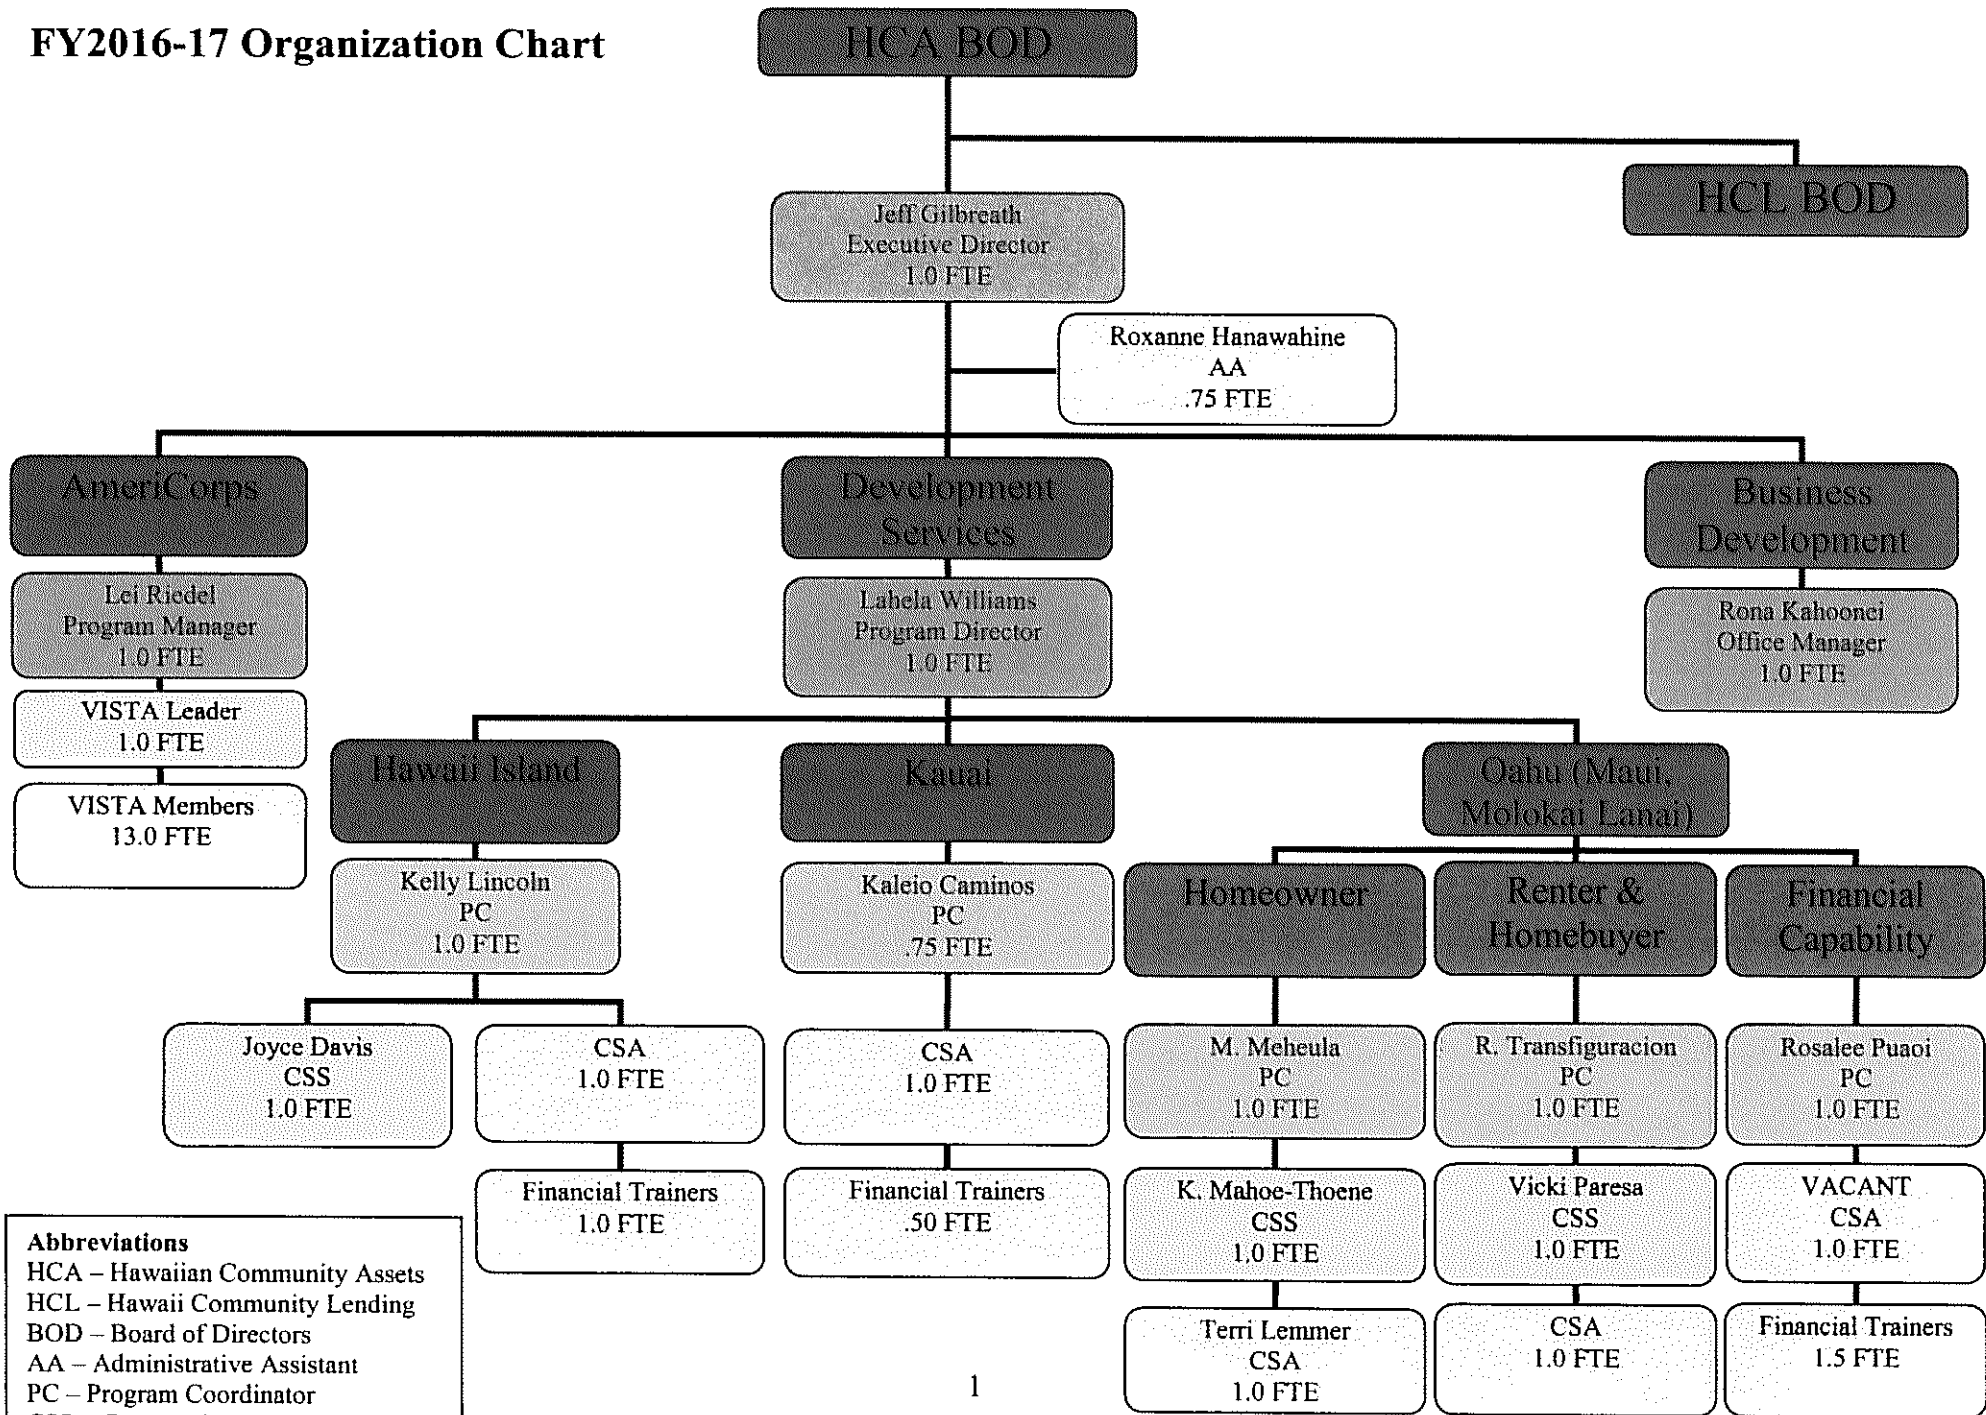 FY2016-17 Organization Chart
HCA BOD
HCL BOD
Jeff Gilbreath
Executive Director
1.0 FTE
Roxanne Hanawahine
AA
.75 FTE
AmeriCorps
Development
Services
Business
Development
Lei Riedel
Program Manager
1.0 FTE
Lahela Williams
Program Director
1.0 FTE
Rona Kahoonei
Office Manager
1.0 FTE
VISTA Leader
1.0 FTE
VISTA Members
13.0 FTE
Hawaii Island
Kauai
Oahu (Maui,
Molokai Lanai)
Kelly Lincoln
PC
1.0 FTE
Kaleio Caminos
PC
.75 FTE
Homeowner
Renter &
Homebuyer
Financial
Capability
Joyce Davis
CSS
1.0 FTE
CSA
1.0 FTE
CSA
1.0 FTE
M. Meheula
PC
1.0 FTE
R. Transfiguracion
PC
1.0 FTE
Rosalee Puaoi
PC
1.0 FTE
Financial Trainers
1.0 FTE
Financial Trainers
.50 FTE
K. Mahoe-Thoene
CSS
1.0 FTE
Vicki Paresa
CSS
1.0 FTE
VACANT
CSA
1.0 FTE
Terri Lemmer
CSA
1.0 FTE
CSA
1.0 FTE
Financial Trainers
1.5 FTE
Abbreviations
HCA – Hawaiian Community Assets
HCL – Hawaii Community Lending
BOD – Board of Directors
AA – Administrative Assistant
PC – Program Coordinator
1